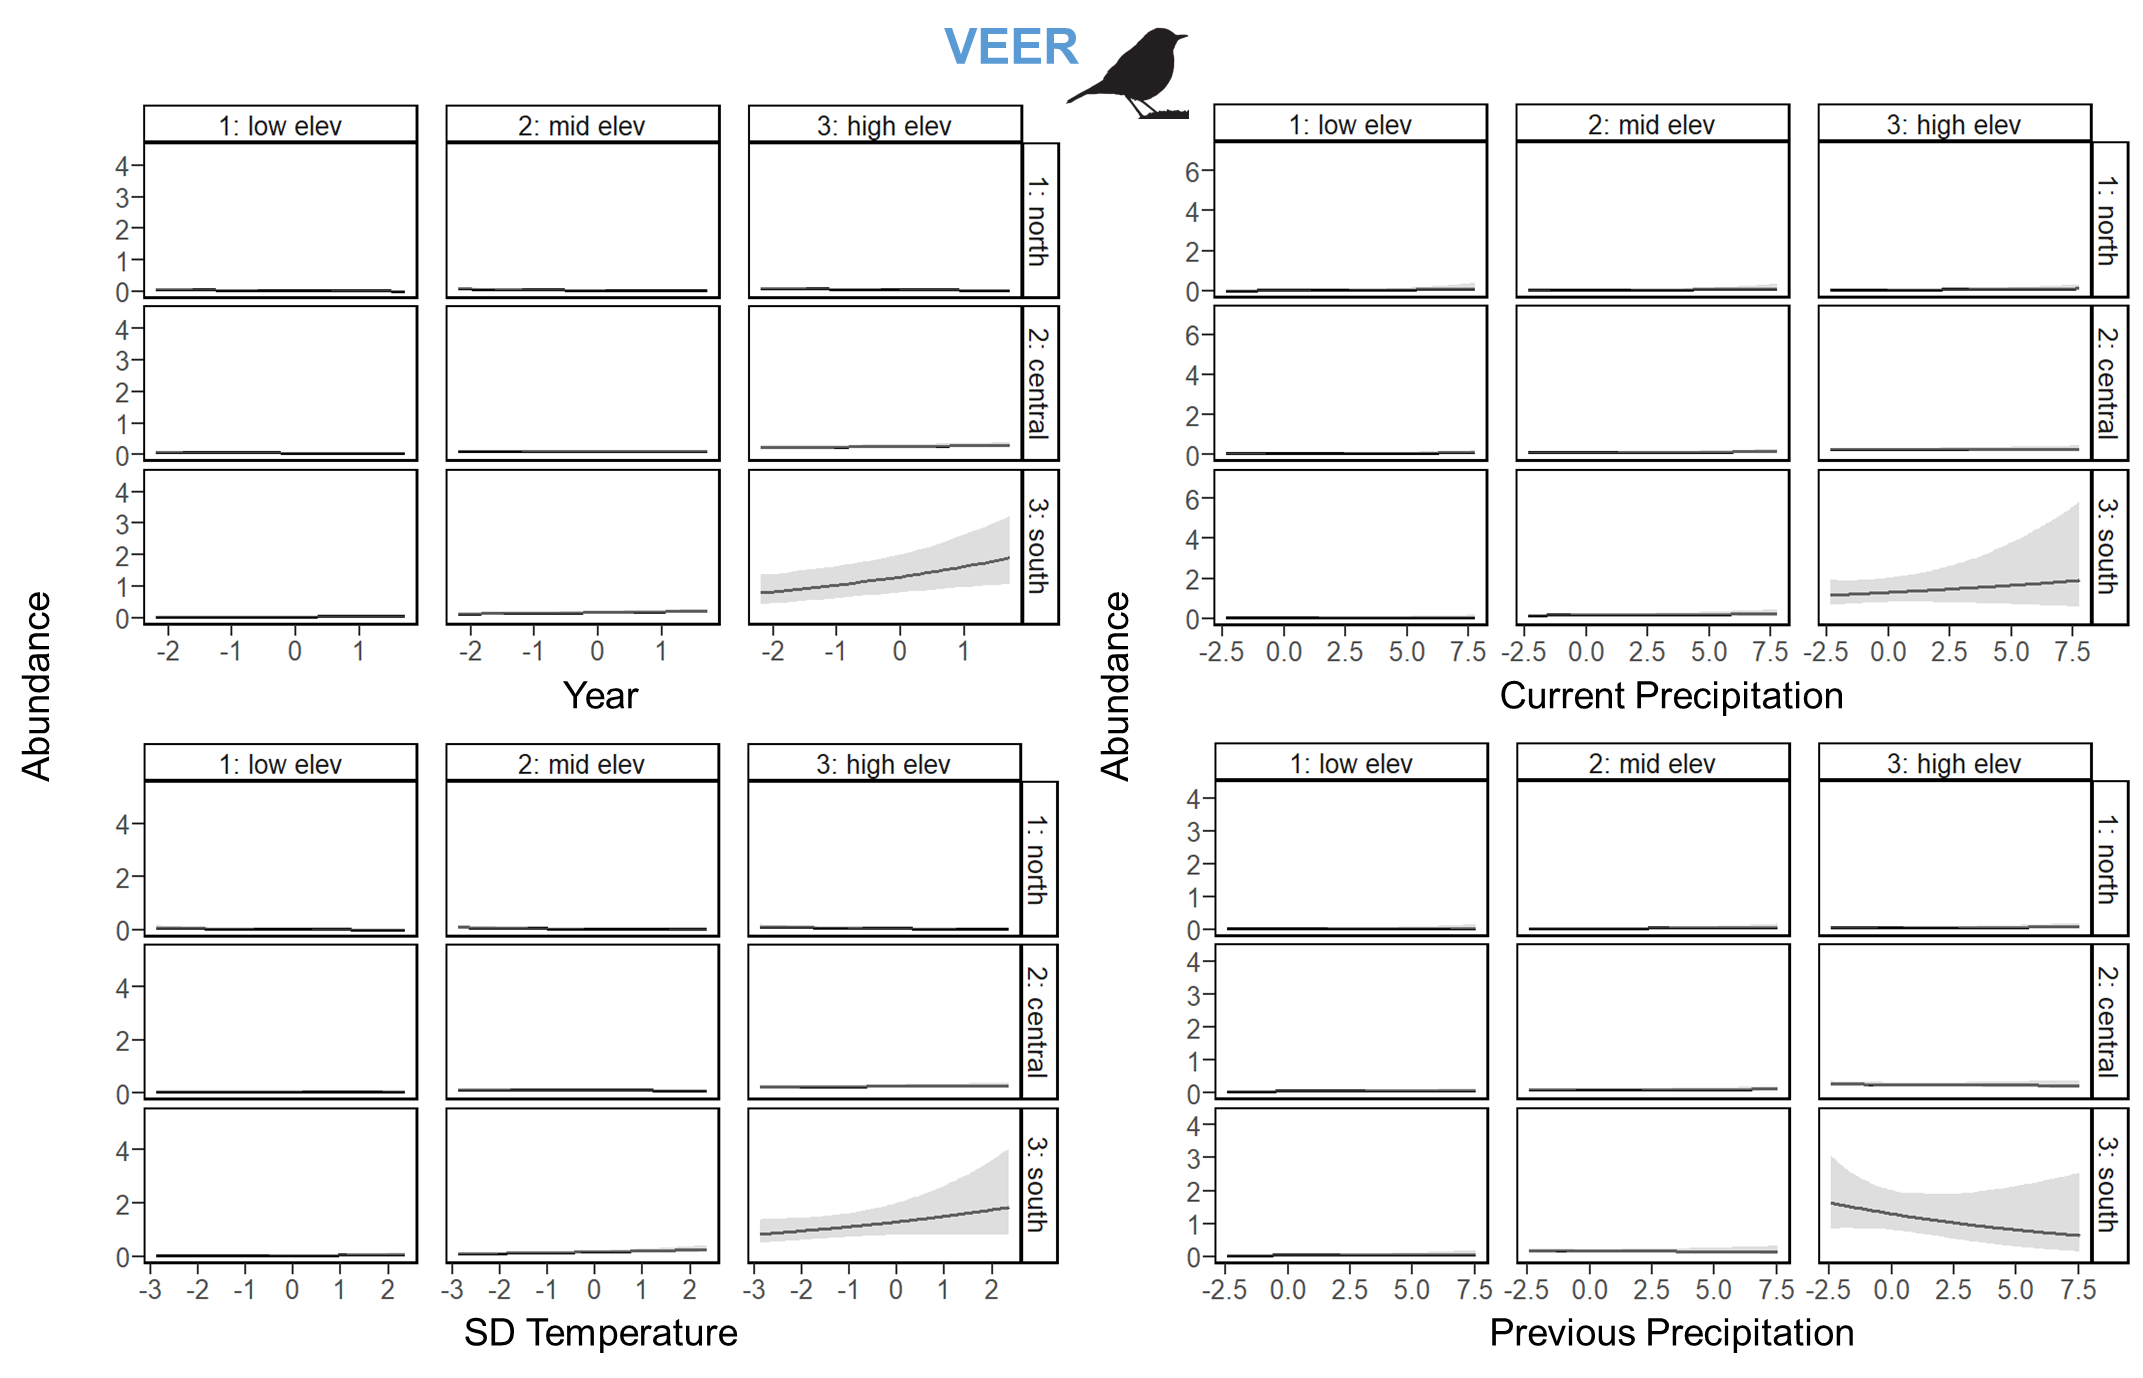 VEER
1: low elev 2: mid elev 3: high elev
4 3 2 1 0
1: north
4 3 2 1 0
2: central
4 3 2 1 0
3: south
-2 -1 0 1 -2 -1 0 1 -2 -1 0 1
Year
Abundance
1: low elev 2: mid elev 3: high elev
6 4 2 0
1: north
6 4 2 0
2: central
6 4 2 0
3: south
-2.5 0.0 2.5 5.0 7.5 -2.5 0.0 2.5 5.0 7.5 -2.5 0.0 2.5 5.0 7.5
Current Precipitation
Abundance
1: low elev 2: mid elev 3: high elev
4 2 0
1: north
4 2 0
2: central
4 2 0
3: south
-3 -2 -1 0 1 2 -3 -2 -1 0 1 2 -3 -2 -1 0 1 2
SD Temperature
1: low elev 2: mid elev 3: high elev
4 3 2 1 0
1: north
4 3 2 1 0
2: central
4 3 2 1 0
3: south
-2.5 0.0 2.5 5.0 7.5 -2.5 0.0 2.5 5.0 7.5 -2.5 0.0 2.5 5.0 7.5
Previous Precipitation